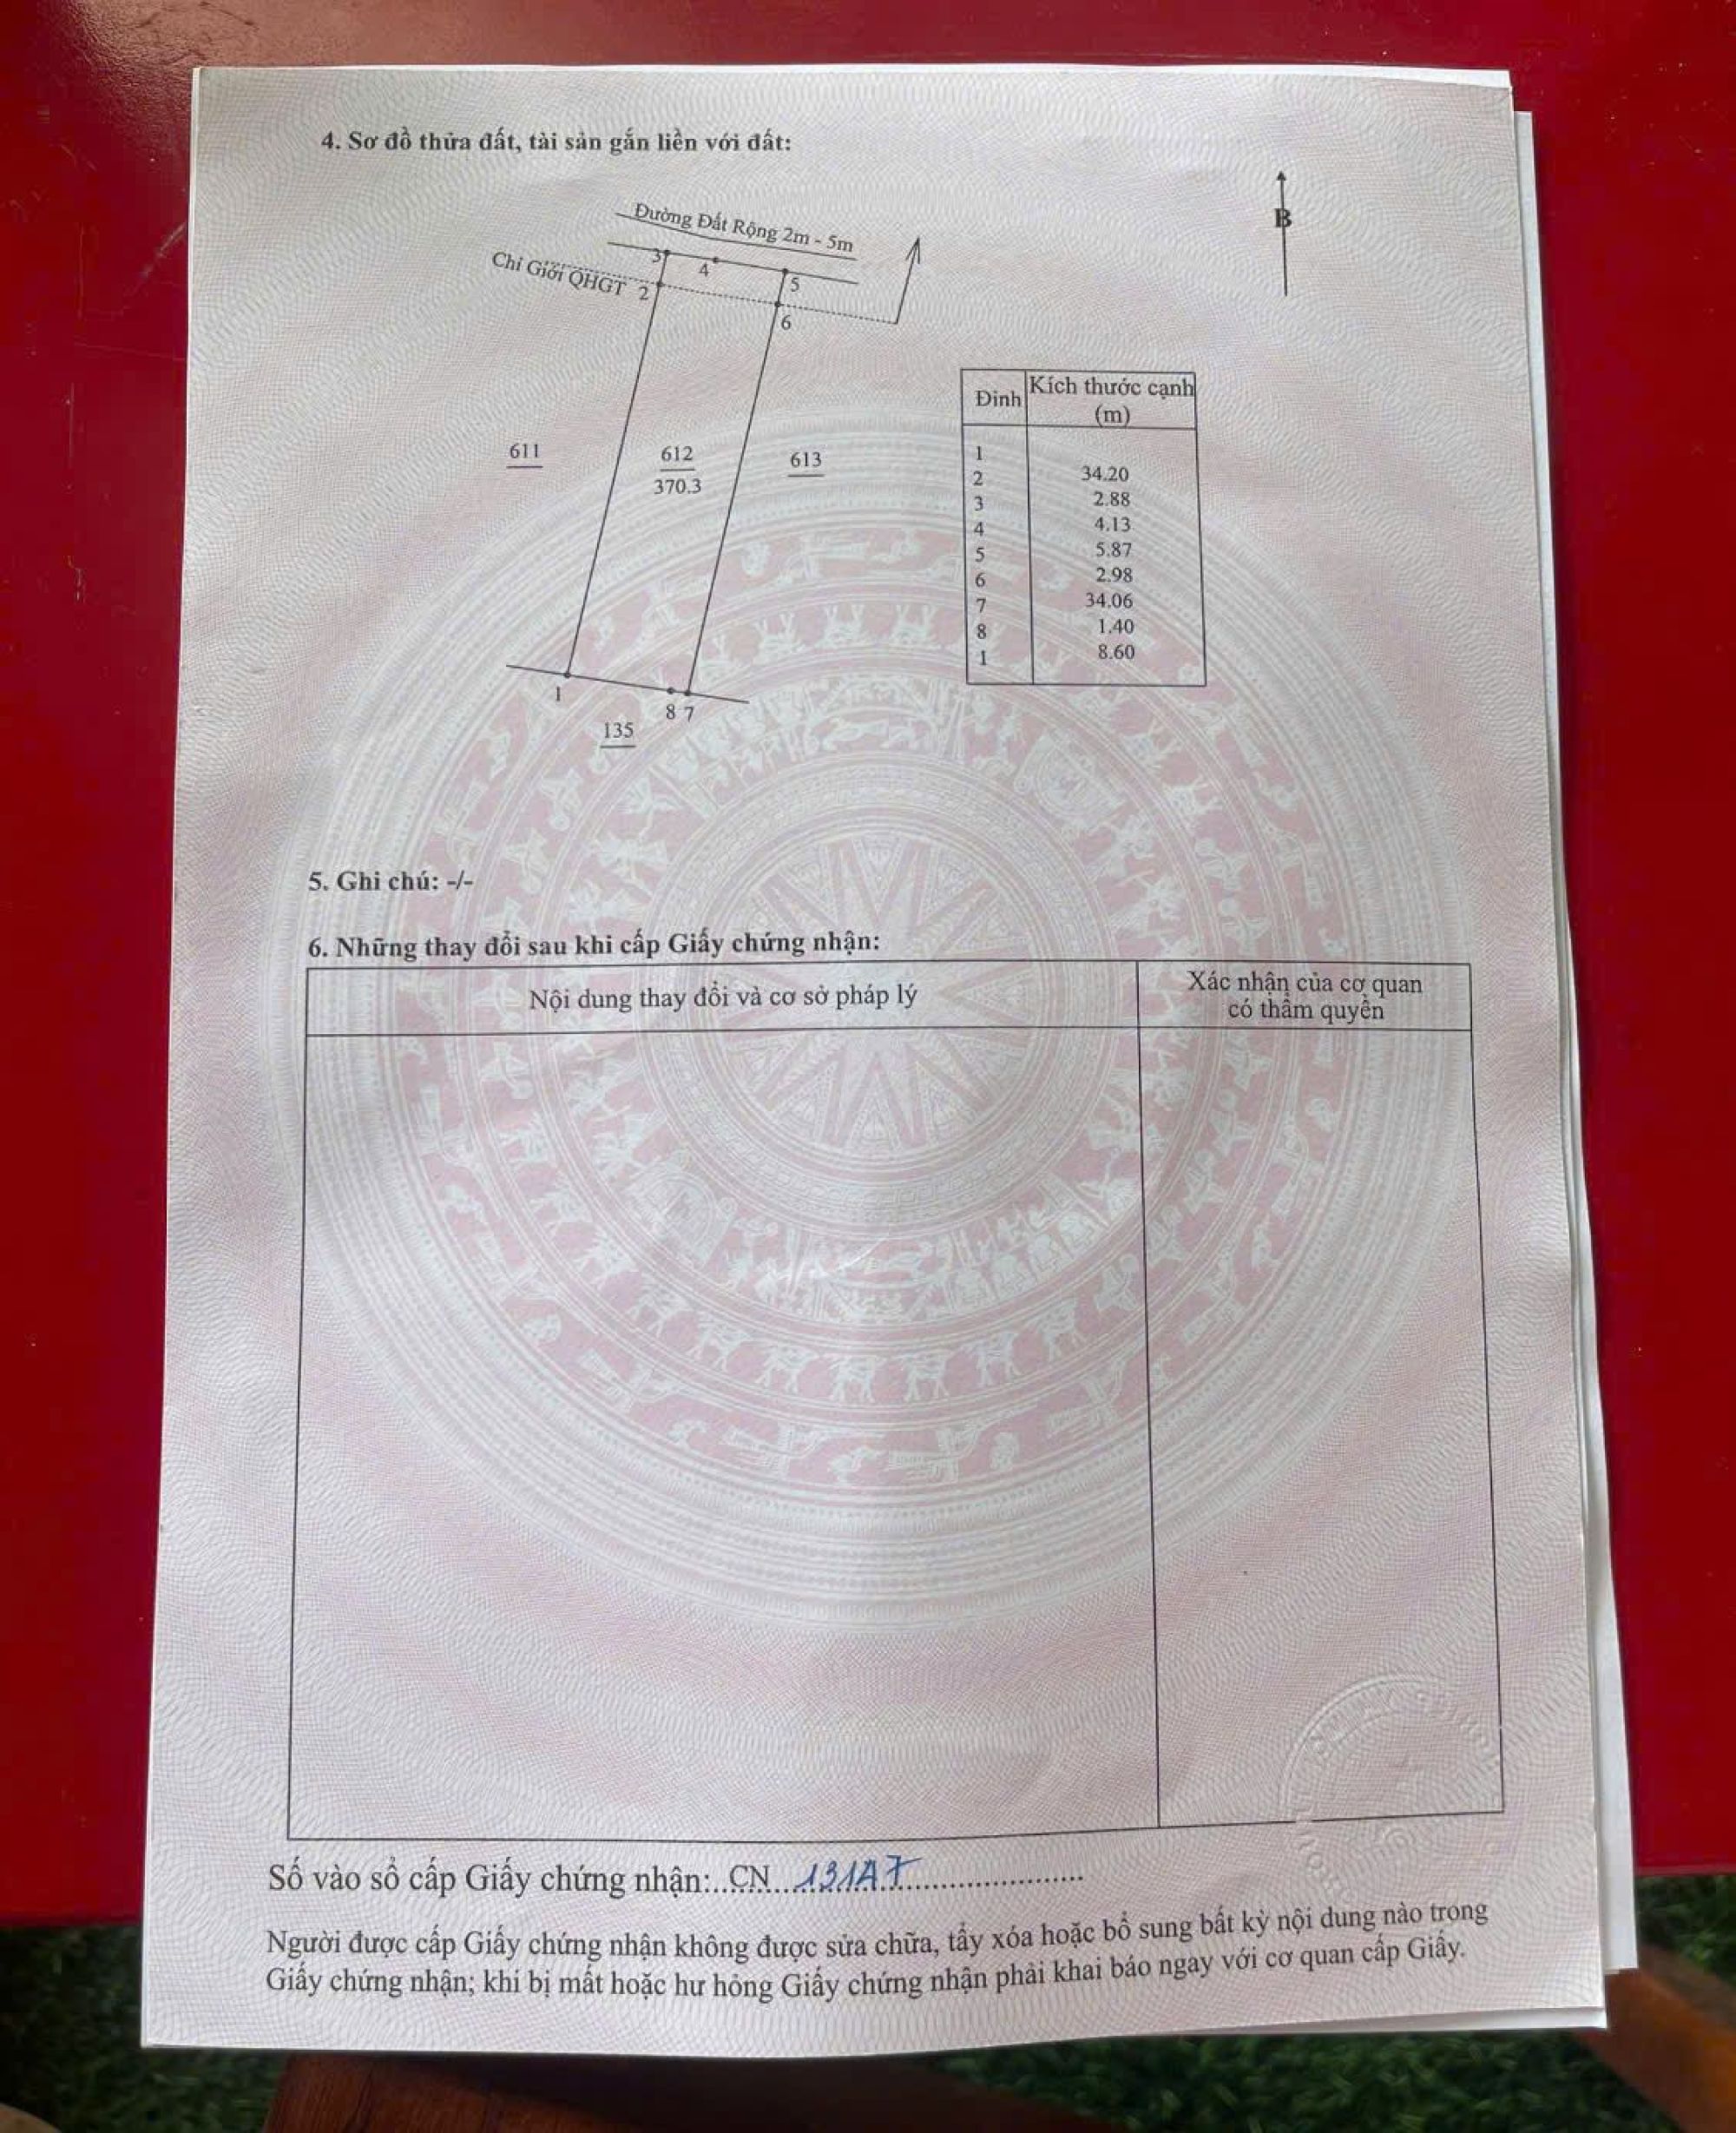 4. Sơ đồ thửa đất, tài sản gắn liền với đất:
B
Đường Đất Rộng 2m - 5m
Chỉ Giới QHGT
3
4
5
2
6
611
612
370.3
613
1
8 7
135
Đỉnh Kích thước cạnh
(m)
1
2 34.20
3 2.88
4 4.13
5 5.87
6 2.98
7 34.06
8 1.40
1 8.60
5. Ghi chú: -/-
6. Những thay đổi sau khi cấp Giấy chứng nhận:
Nội dung thay đổi và cơ sở pháp lý
Xác nhận của cơ quan
có thẩm quyền
Số vào sổ cấp Giấy chứng nhận:..CN...131A7..............................
Người được cấp Giấy chứng nhận không được sửa chữa, tẩy xóa hoặc bổ sung bất kỳ nội dung nào trong
Giấy chứng nhận; khi bị mất hoặc hư hỏng Giấy chứng nhận phải khai báo ngay với cơ quan cấp Giấy.